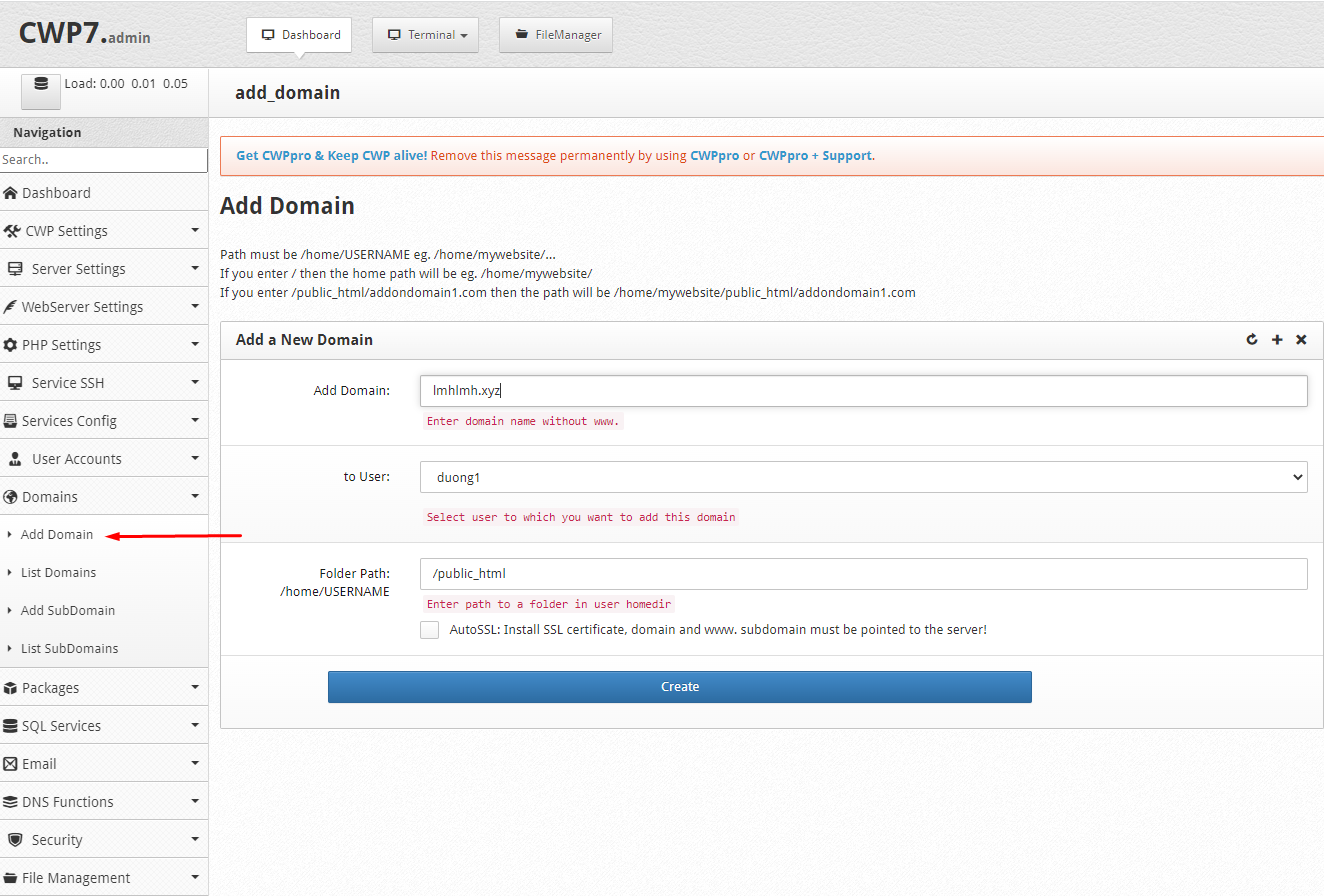 CWP7.admin
Dashboard
Terminal
FileManager
Load: 0.00 0.01 0.05
add_domain
Navigation
Search..
Dashboard
CWP Settings
Server Settings
WebServer Settings
PHP Settings
Service SSH
Services Config
User Accounts
Domains
Add Domain
List Domains
Add SubDomain
List SubDomains
Packages
SQL Services
Email
DNS Functions
Security
File Management
Get CWPpro & Keep CWP alive! Remove this message permanently by using CWPpro or CWPpro + Support.
Add Domain
Path must be /home/USERNAME eg. /home/mywebsite/...
If you enter / then the home path will be eg. /home/mywebsite/
If you enter /public_html/addondomain1.com then the path will be /home/mywebsite/public_html/addondomain1.com
Add a New Domain
Add Domain:
lmhlmh.xyz
Enter domain name without www.
to User:
duong1
Select user to which you want to add this domain
Folder Path:
/home/USERNAME
/public_html
Enter path to a folder in user homedir
AutoSSL: Install SSL certificate, domain and www. subdomain must be pointed to the server!
Create